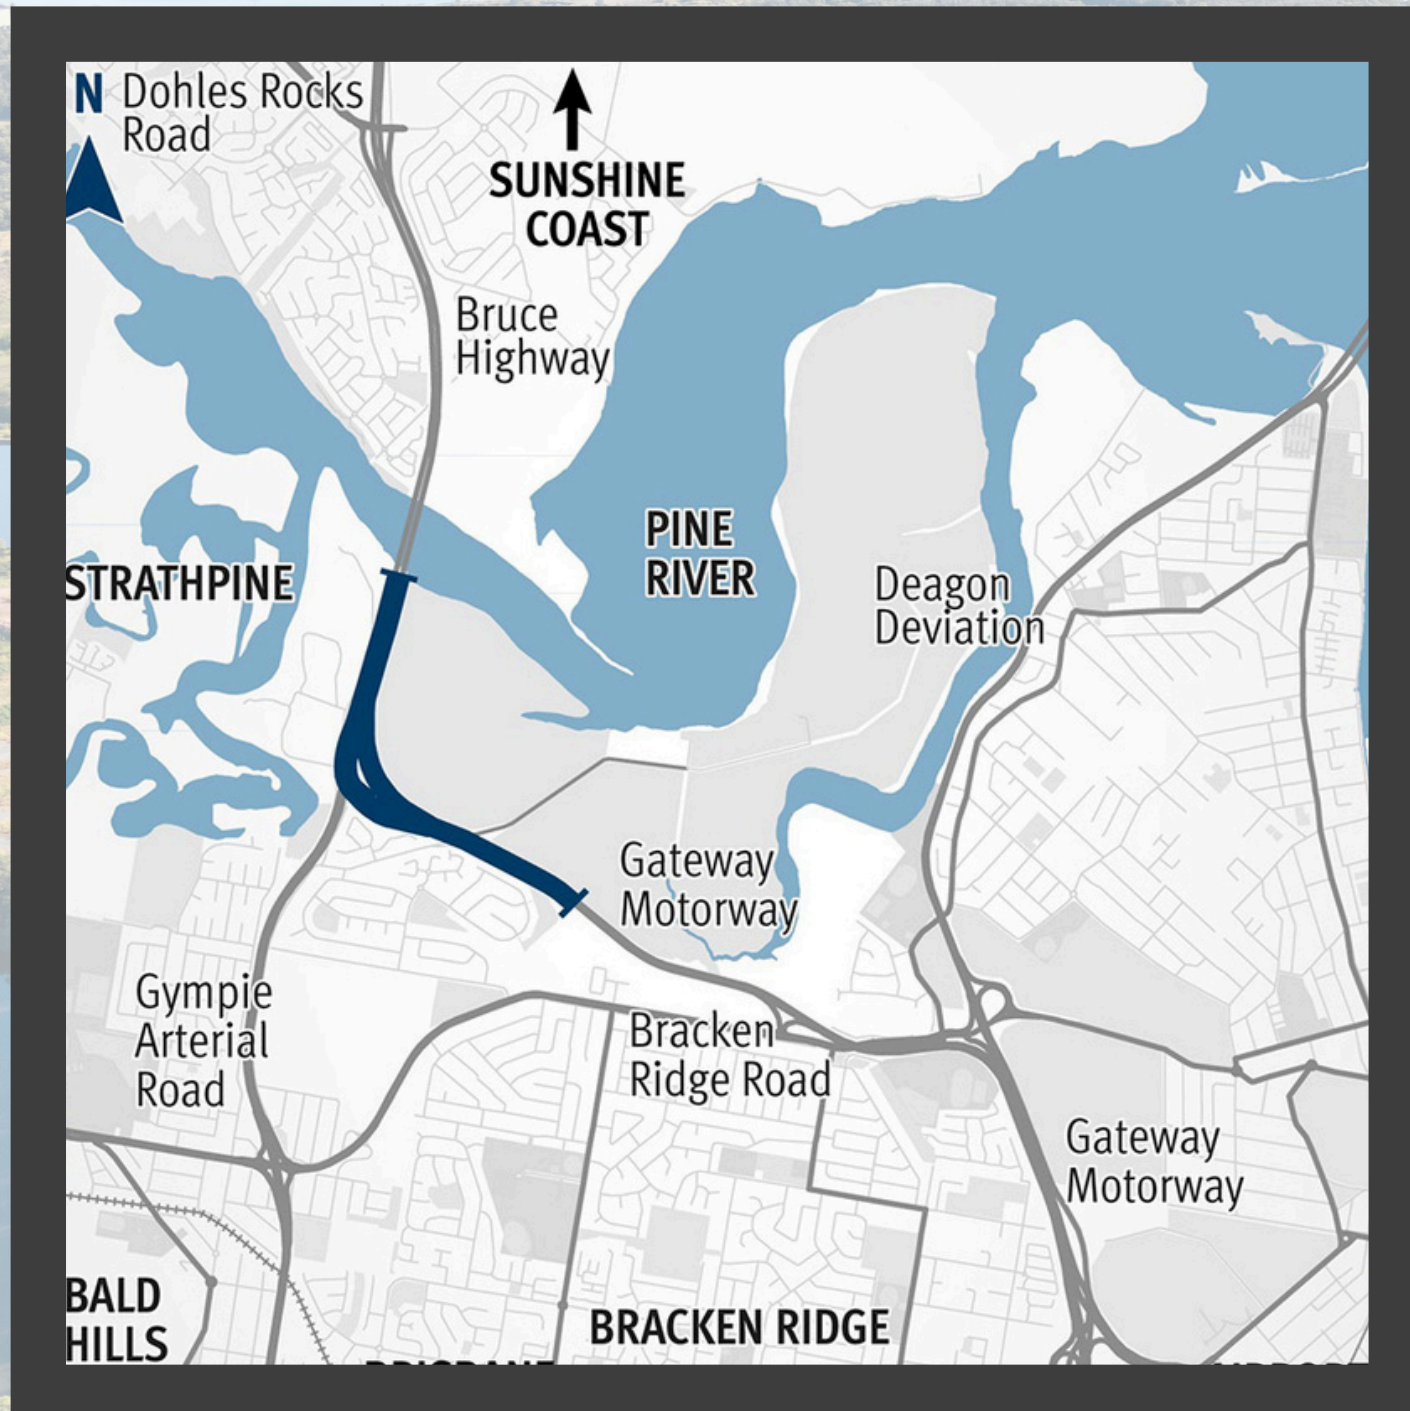 N
Dohles Rocks
Road
SUNSHINE
COAST
Bruce
Highway
PINE
RIVER
STRATHPINE
Deagon
Deviation
Gateway
Motorway
Gympie
Arterial
Road
Bracken
Ridge Road
Gateway
Motorway
BALD
HILLS
BRACKEN RIDGE